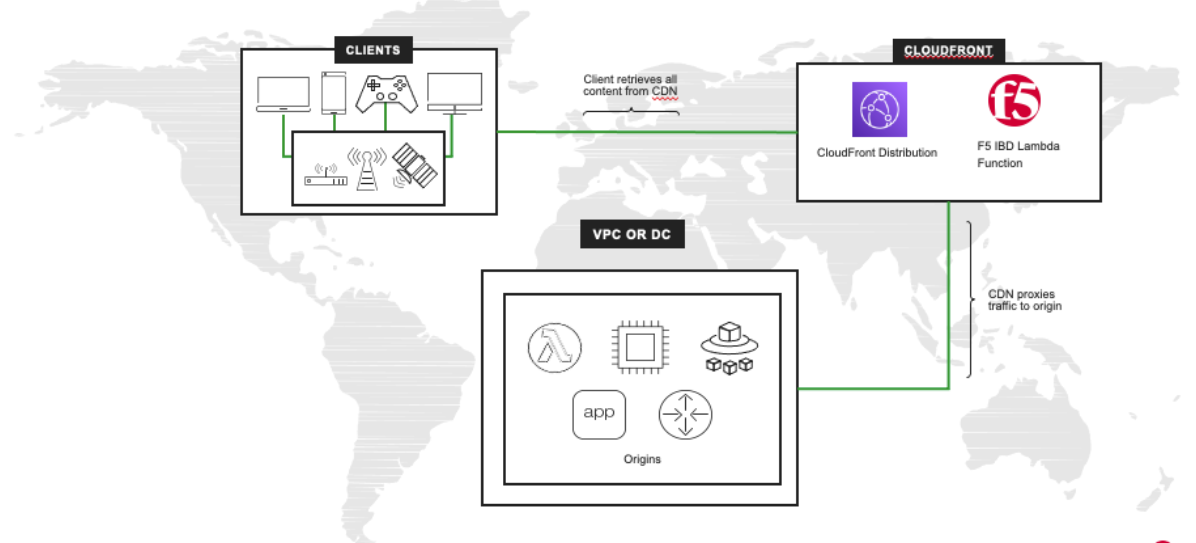 CLIENTS
CLOUDFRONT
Client retrieves all
content from CDN
f5
CloudFront Distribution
F5 IBD Lambda
Function
VPC OR DC
CDN proxies
traffic to origin
app
Origins